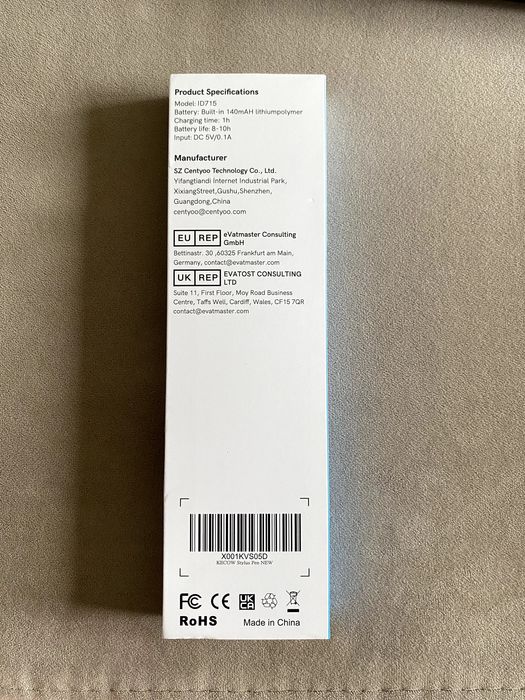 Product Specifications
Model: ID715
Battery: Built-in 140mAH lithiumpolymer
Charging time: 1h
Battery life: 8-10h
Input: DC 5V/0.1A
Manufacturer
SZ Centyoo Technology Co., Ltd.
Yifangtiandi Internet Industrial Park,
XixiangStreet,Gushu,Shenzhen,
Guangdong,China
centyoo@centyoo.com
EU REP eVatmaster Consulting
GmbH
Bettinastr. 30 ,60325 Frankfurt am Main,
Germany, contact@evatmaster.com
UK REP EVATOST CONSULTING
LTD
Suite 11, First Floor, Moy Road Business
Centre, Taffs Well, Cardiff, Wales, CF15 7QR
contact@evatmaster.com
X001KVS05D
KECOW Stylus Pen NEW
FC CE UK CA
RoHS Made in China